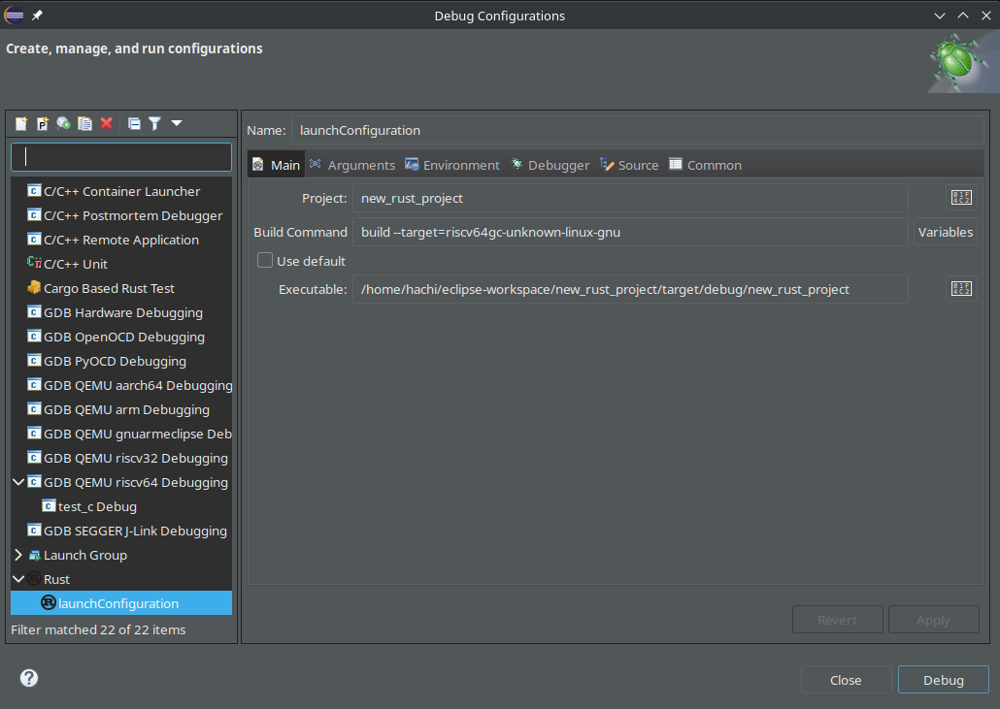 Debug Configurations
Create, manage, and run configurations
C/C++ Container Launcher
C/C++ Postmortem Debugger
C/C++ Remote Application
C/C++ Unit
Cargo Based Rust Test
GDB Hardware Debugging
GDB OpenOCD Debugging
GDB PyOCD Debugging
GDB QEMU aarch64 Debugging
GDB QEMU arm Debugging
GDB QEMU gnuarmeclipse Deb
GDB QEMU riscv32 Debugging
GDB QEMU riscv64 Debugging
test_c Debug
GDB SEGGER J-Link Debugging
Launch Group
Rust
launchConfiguration
Filter matched 22 of 22 items
Name: launchConfiguration
Main Arguments Environment Debugger Source Common
Project: new_rust_project
Build Command build --target=riscv64gc-unknown-linux-gnu Variables
Use default
Executable: /home/hachi/eclipse-workspace/new_rust_project/target/debug/new_rust_project
Revert Apply
Close Debug